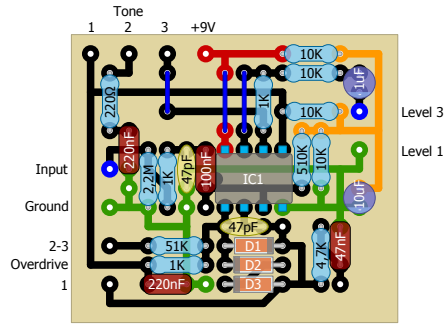 Tone
1 2 3 +9V
10K
10K
1uF
220Ω
1K
10K
Level 3
220nF
2,2M
1K
47pF
100nF
IC1
510K
10K
Level 1
Input
10uF
Ground
47pF
2-3
51K
D1
4,7K
47nF
Overdrive
1K
D2
1
220nF
D3